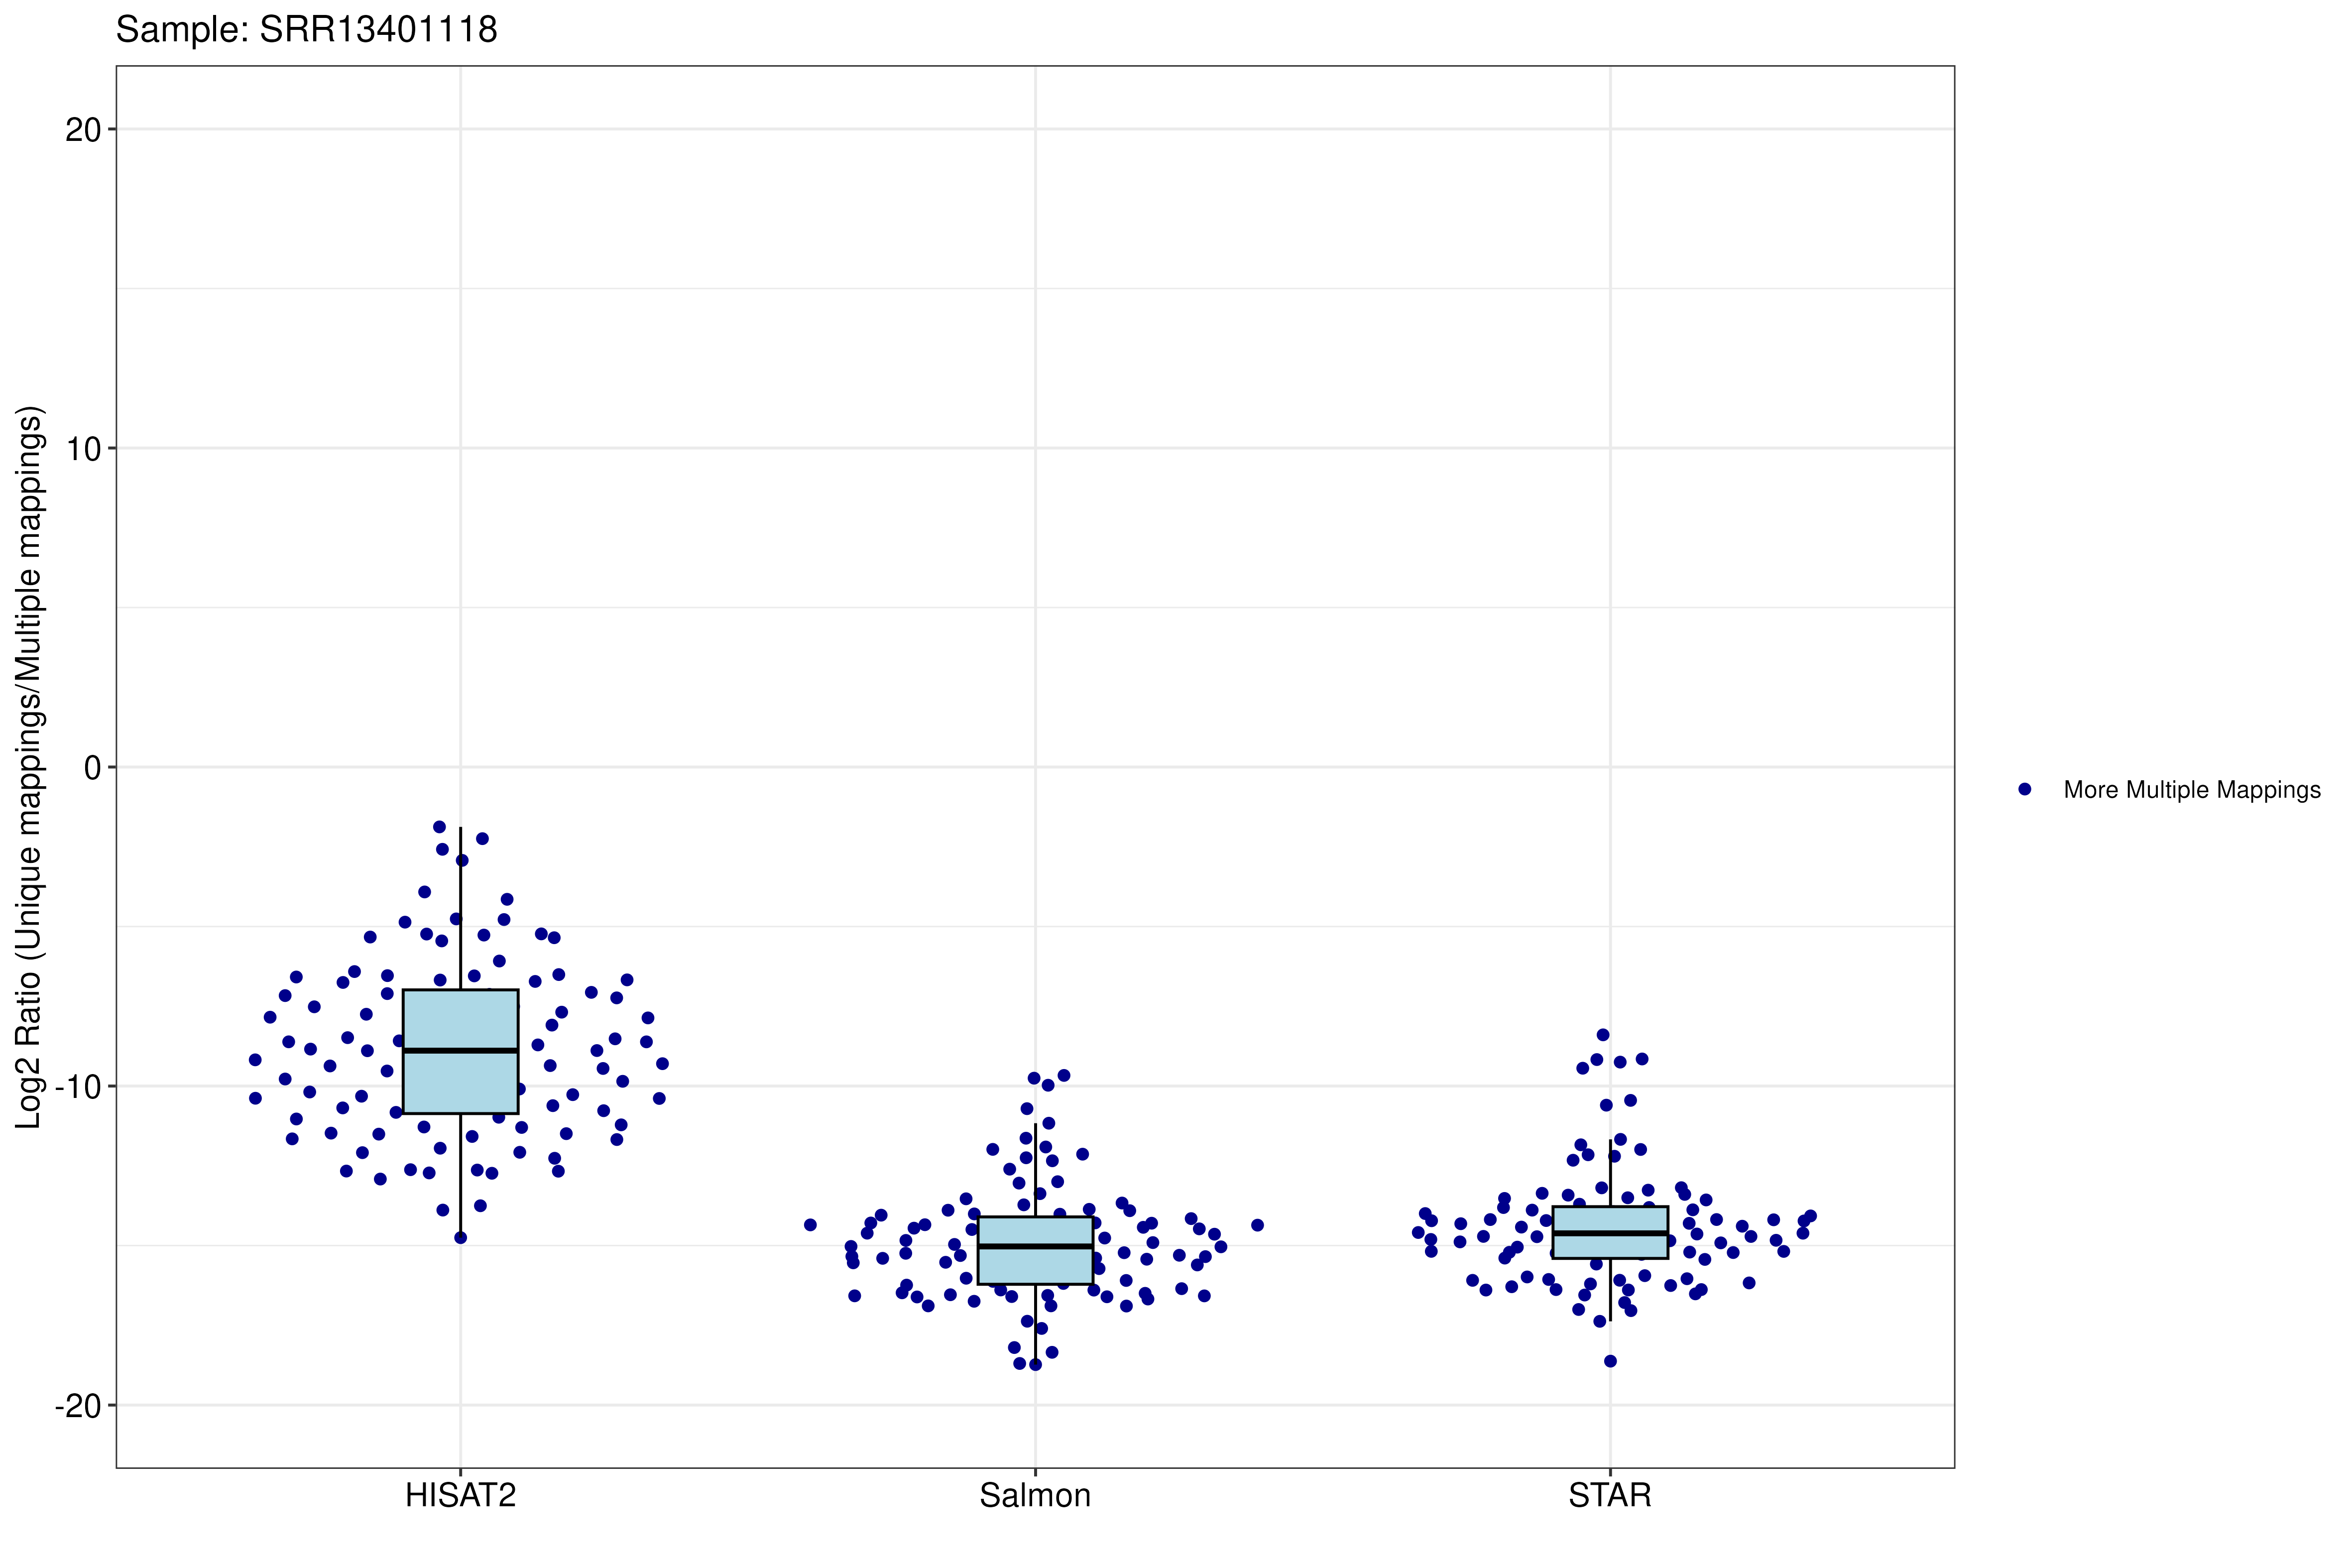 Sample: SRR13401118
Log2 Ratio (Unique mappings/Multiple mappings)
20
10
0
-10
-20
HISAT2
Salmon
STAR
More Multiple Mappings